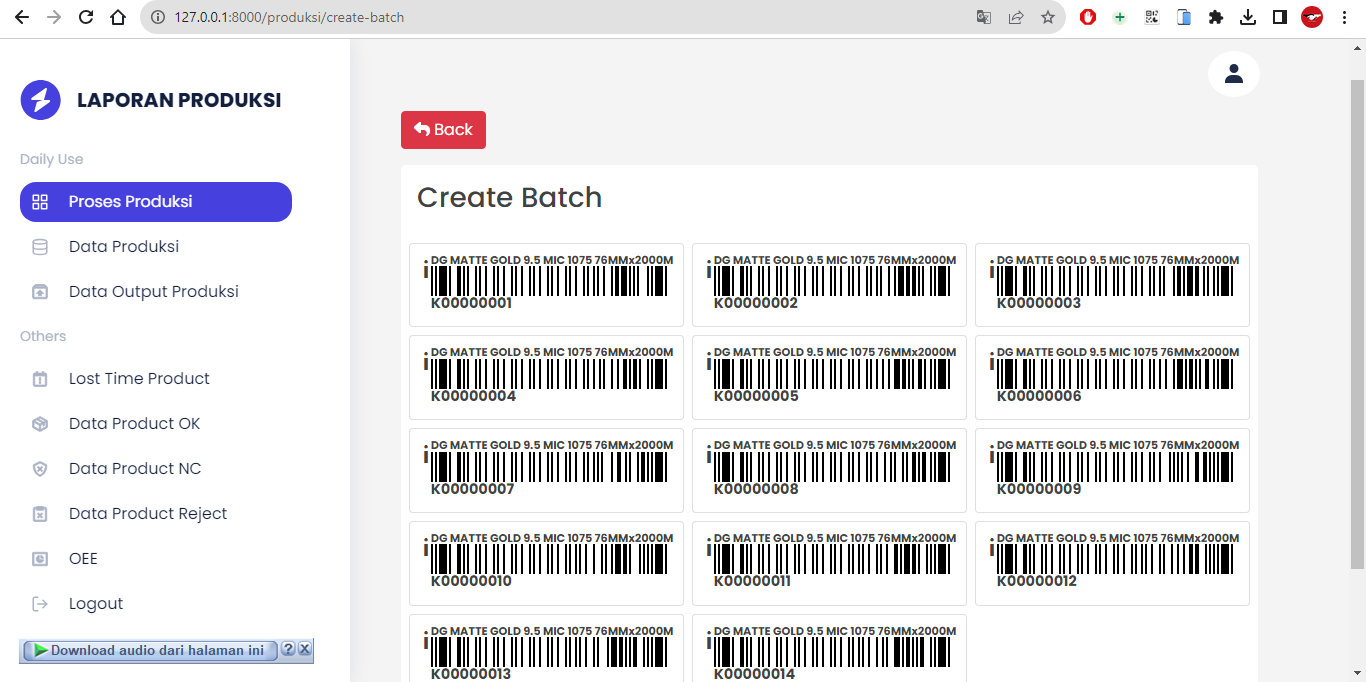 127.0.0.1:8000/produksi/create-batch
LAPORAN PRODUKSI
Daily Use
Proses Produksi
Data Produksi
Data Output Produksi
Others
Lost Time Product
Data Product OK
Data Product NC
Data Product Reject
OEE
Logout
Download audio dari halaman ini ? X
Back
Create Batch
i DG MATTE GOLD 9.5 MIC 1075 76MMx2000M
K00000001
i DG MATTE GOLD 9.5 MIC 1075 76MMx2000M
K00000002
i DG MATTE GOLD 9.5 MIC 1075 76MMx2000M
K00000003
i DG MATTE GOLD 9.5 MIC 1075 76MMx2000M
K00000004
i DG MATTE GOLD 9.5 MIC 1075 76MMx2000M
K00000005
i DG MATTE GOLD 9.5 MIC 1075 76MMx2000M
K00000006
i DG MATTE GOLD 9.5 MIC 1075 76MMx2000M
K00000007
i DG MATTE GOLD 9.5 MIC 1075 76MMx2000M
K00000008
i DG MATTE GOLD 9.5 MIC 1075 76MMx2000M
K00000009
i DG MATTE GOLD 9.5 MIC 1075 76MMx2000M
K00000010
i DG MATTE GOLD 9.5 MIC 1075 76MMx2000M
K00000011
i DG MATTE GOLD 9.5 MIC 1075 76MMx2000M
K00000012
i DG MATTE GOLD 9.5 MIC 1075 76MMx2000M
K00000013
i DG MATTE GOLD 9.5 MIC 1075 76MMx2000M
K00000014